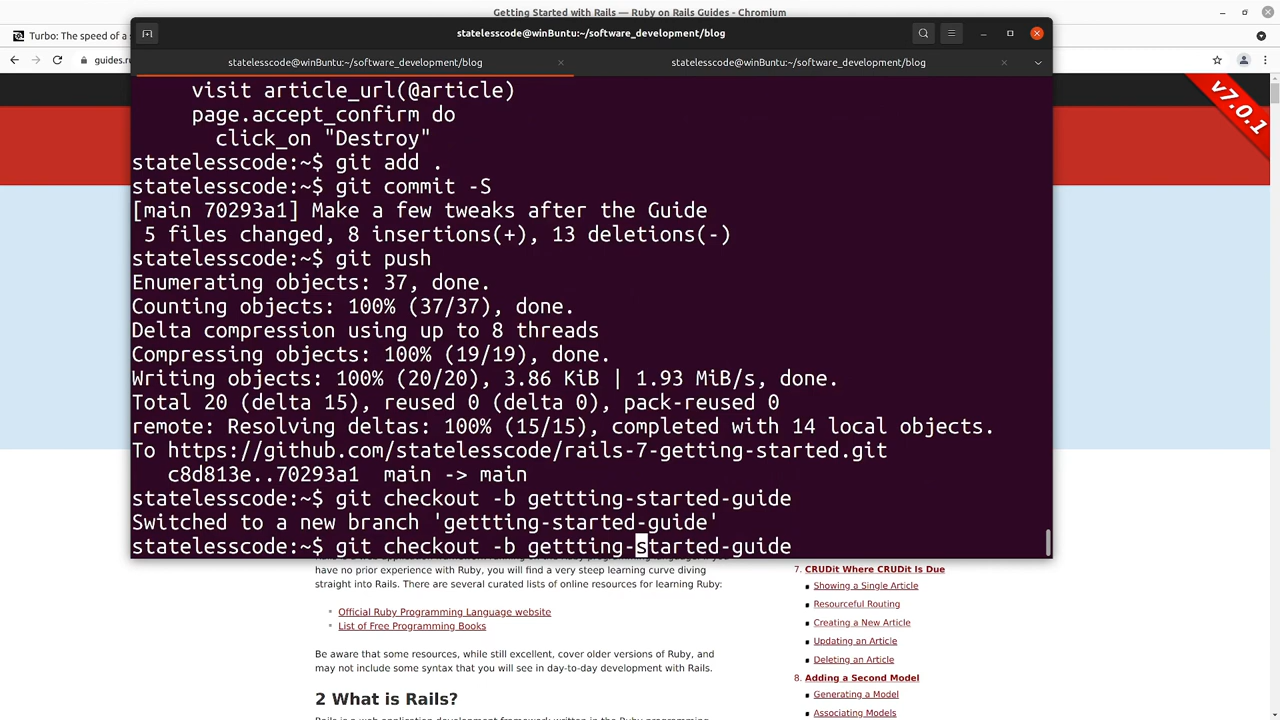 Getting Started with Rails — Ruby on Rails Guides - Chromium
statelesscode@winBuntu:~/software_development/blog
Turbo: The speed of a s
statelesscode@winBuntu:~/software_development/blog
statelesscode@winBuntu:~/software_development/blog
guides.ru
v7.0.1
visit article_url(@article)
page.accept_confirm do
click_on "Destroy"
statelesscode:~$ git add .
statelesscode:~$ git commit -S
[main 70293a1] Make a few tweaks after the Guide
5 files changed, 8 insertions(+), 13 deletions(-)
statelesscode:~$ git push
Enumerating objects: 37, done.
Counting objects: 100% (37/37), done.
Delta compression using up to 8 threads
Compressing objects: 100% (19/19), done.
Writing objects: 100% (20/20), 3.86 KiB | 1.93 MiB/s, done.
Total 20 (delta 15), reused 0 (delta 0), pack-reused 0
remote: Resolving deltas: 100% (15/15), completed with 14 local objects.
To https://github.com/statelesscode/rails-7-getting-started.git
c8d813e..70293a1  main -> main
statelesscode:~$ git checkout -b gettting-started-guide
Switched to a new branch 'gettting-started-guide'
statelesscode:~$ git checkout -b gettting-started-guide
have no prior experience with Ruby, you will find a very steep learning curve diving
straight into Rails. There are several curated lists of online resources for learning Ruby:
Official Ruby Programming Language website
List of Free Programming Books
Be aware that some resources, while still excellent, cover older versions of Ruby, and
may not include some syntax that you will see in day-to-day development with Rails.
2 What is Rails?
7. CRUDit Where CRUDit Is Due
Showing a Single Article
Resourceful Routing
Creating a New Article
Updating an Article
Deleting an Article
8. Adding a Second Model
Generating a Model
Associating Models